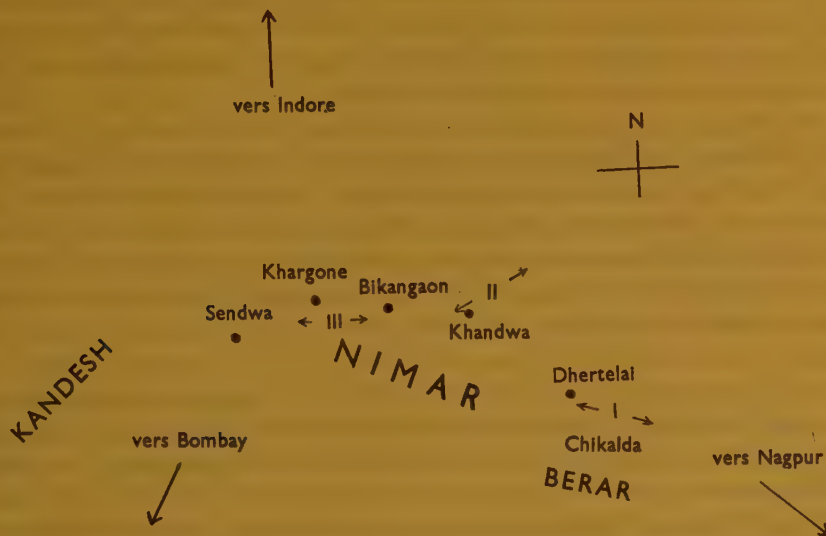 vers Indore
N
Khargone
Bikangaon
II
Sendwa
III
Khandwa
NIMAR
KANDESH
Dhertelai
I
vers Bombay
Chikalda
vers Nagpur
BERAR